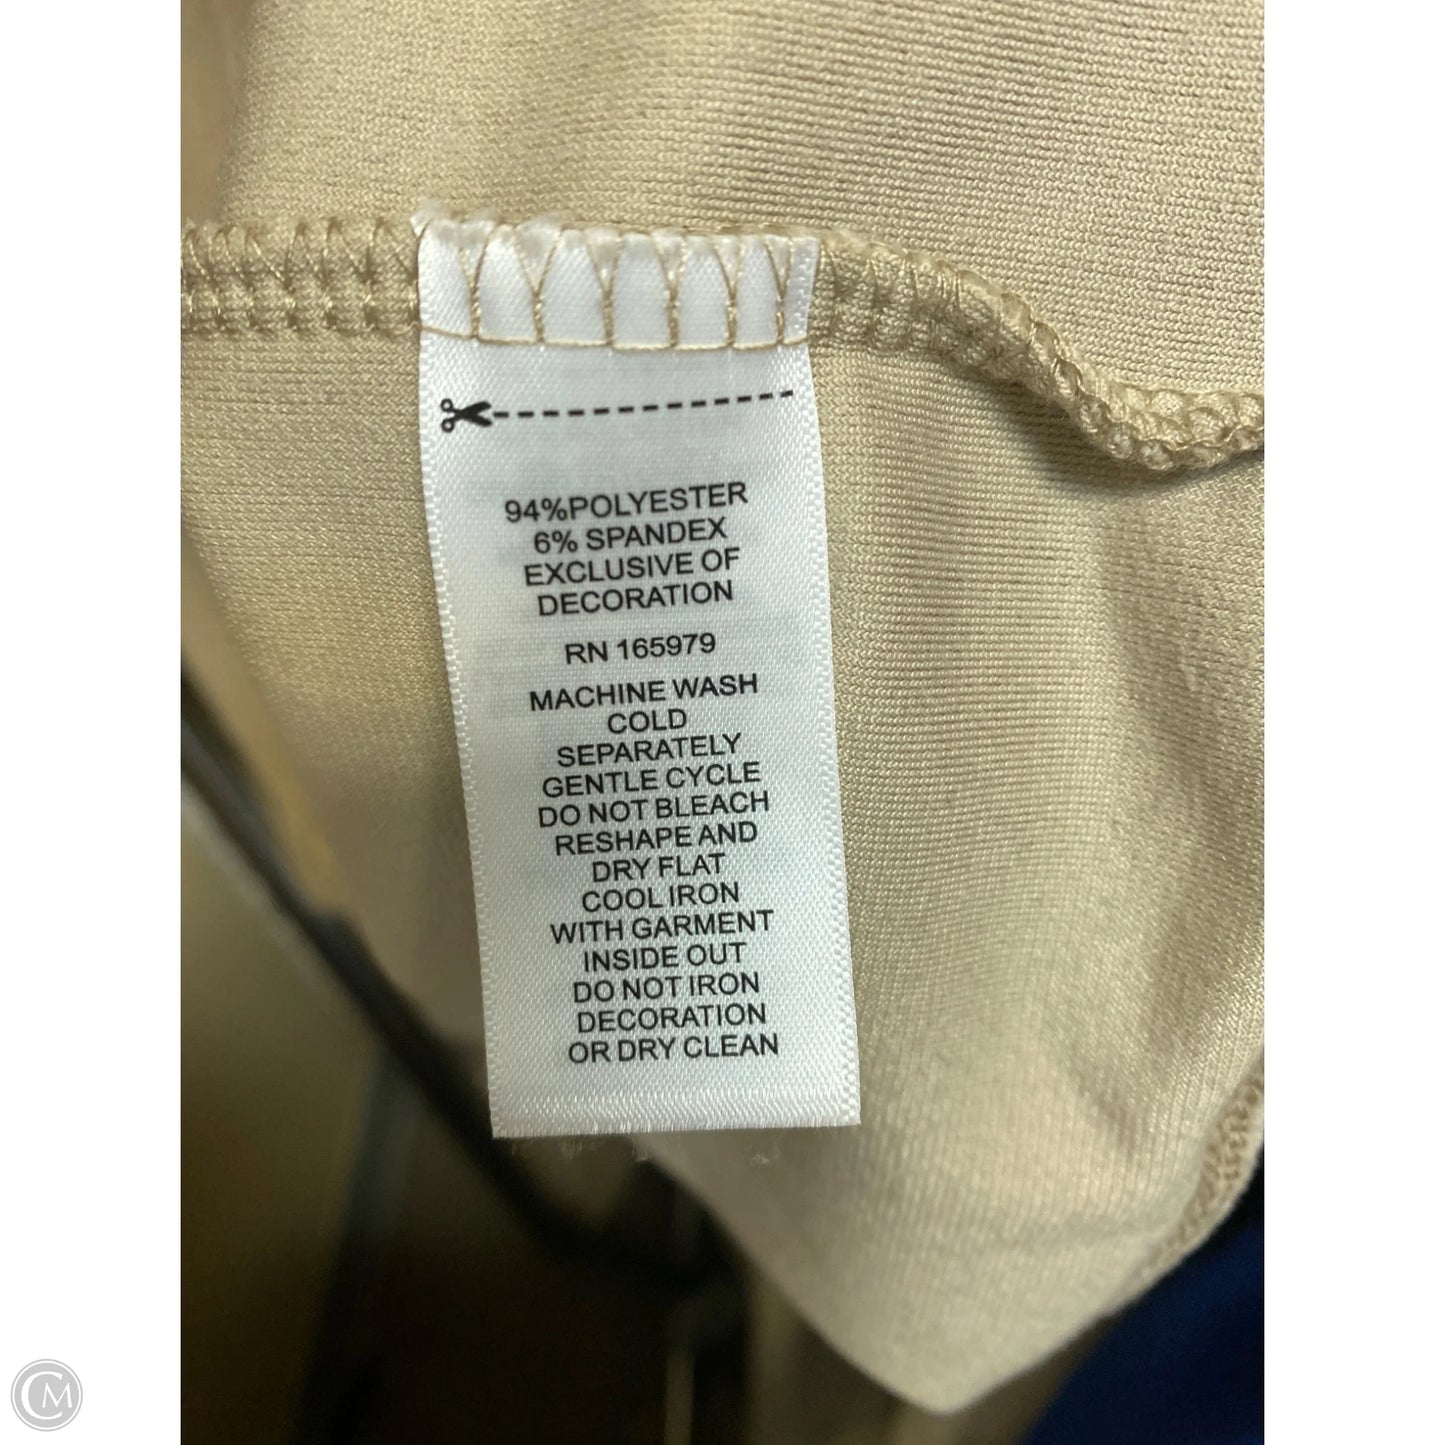 94%POLYESTER
6% SPANDEX
EXCLUSIVE OF
DECORATION
RN 165979
MACHINE WASH
COLD
SEPARATELY
GENTLE CYCLE
DO NOT BLEACH
RESHAPE AND
DRY FLAT
COOL IRON
WITH GARMENT
INSIDE OUT
DO NOT IRON
DECORATION
OR DRY CLEAN
CM